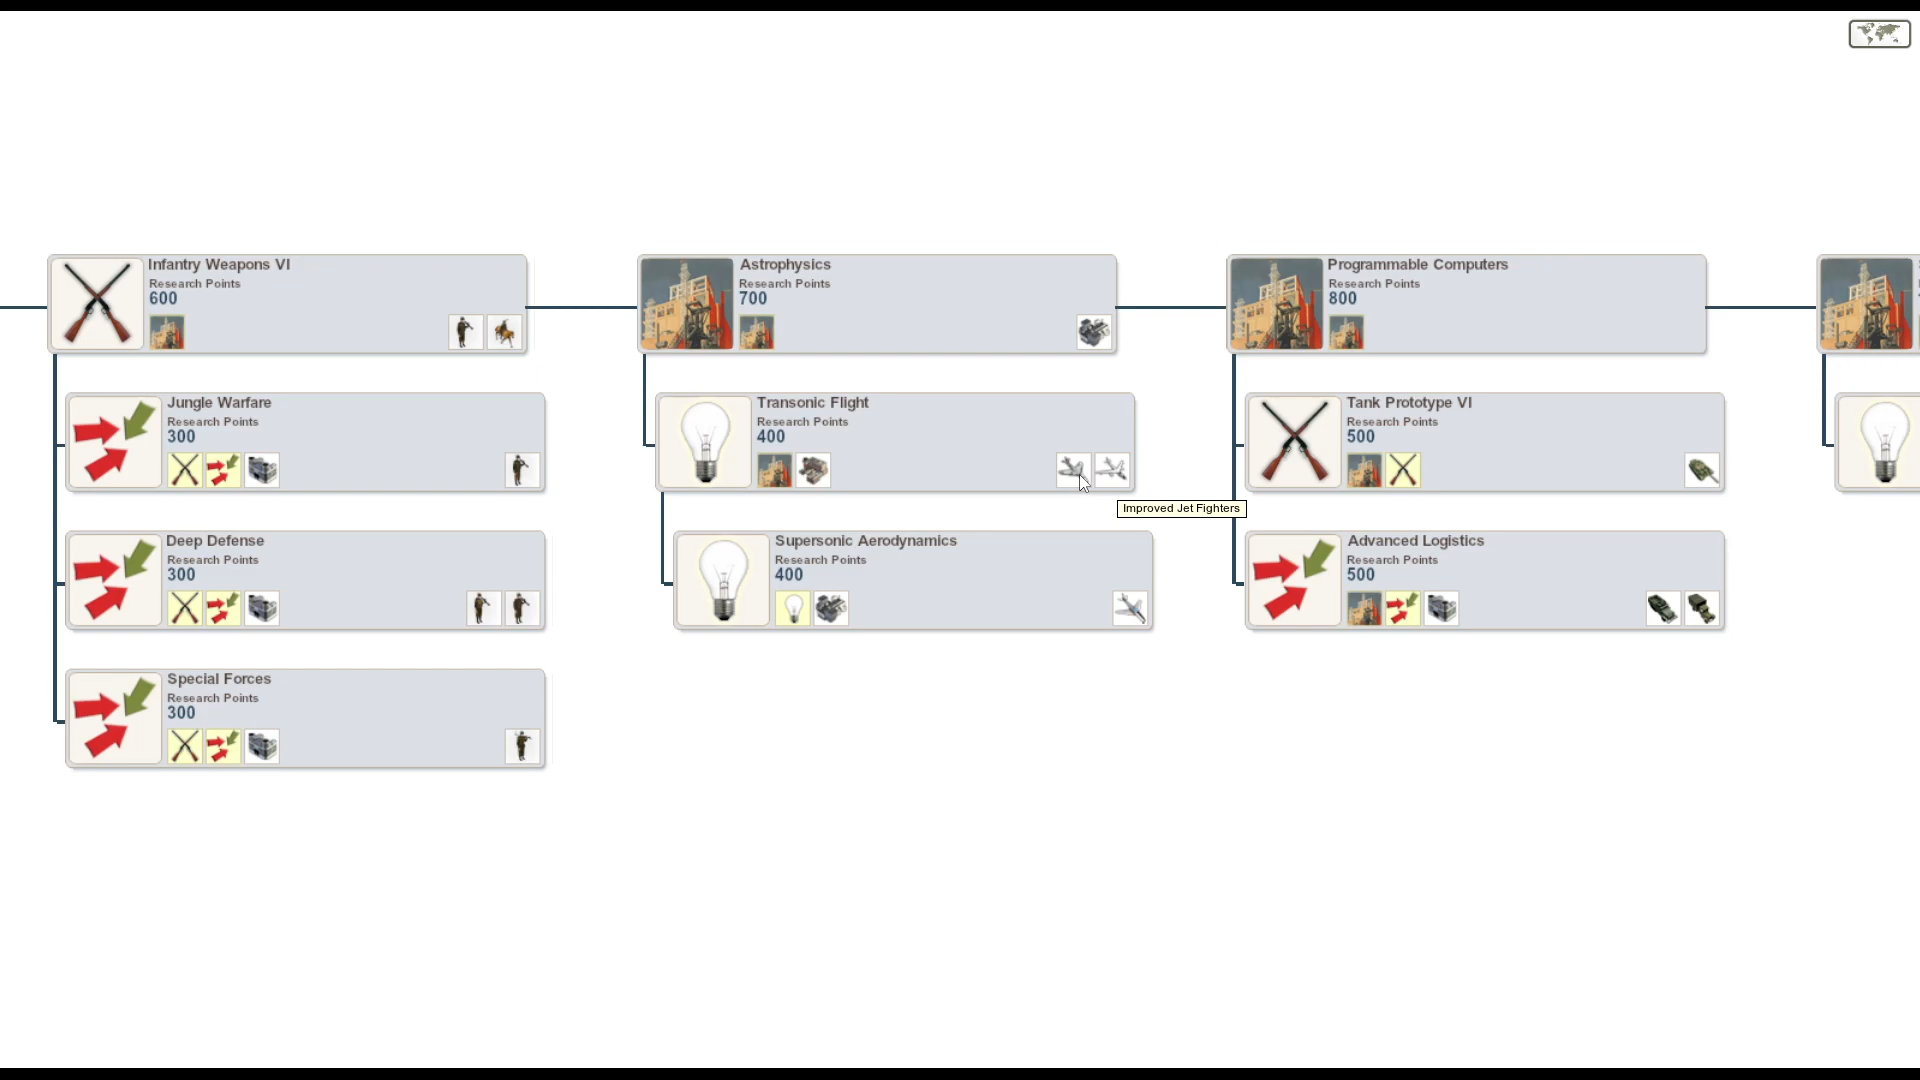 Infantry Weapons VI
Research Points
600
Jungle Warfare
Research Points
300
Deep Defense
Research Points
300
Special Forces
Research Points
300
Astrophysics
Research Points
700
Transonic Flight
Research Points
400
Improved Jet Fighters
Supersonic Aerodynamics
Research Points
400
Programmable Computers
Research Points
800
Tank Prototype VI
Research Points
500
Advanced Logistics
Research Points
500